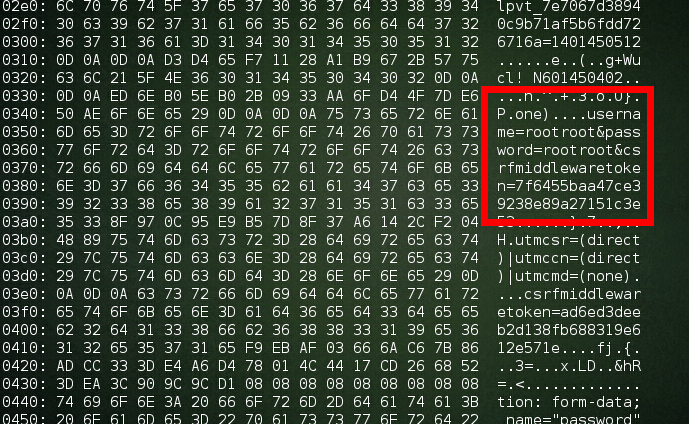 02e0: 6C 70 76 74 5F 37 65 37 30 36 37 64 33 38 39 34 lpvt_7e7067d3894
30 63 39 62 37 31 61 66 35 62 36 66 64 64 37 32 0c9b71af5b6fdd72
0300: 36 37 31 36 61 3D 31 34 30 31 34 35 30 35 31 32 6716a=1401450512
0310: 0D 0A 0D 0A D3 D4 65 F7 11 28 A1 B9 67 2B 57 75 ......e..(..g+Wu
0320: 63 6C 21 5F 4E 36 30 31 34 35 30 34 30 32 0D 0A cl!_N601450402..
0330: 0D 0A ED 6E B0 5E B0 2B 09 33 AA 6F D4 4F 7D E6
0340: 50 AE 6F 6E 65 29 0D 0A 0D 0A 75 73 65 72 6E 61 P.one)....userna
0350: 6D 65 3D 72 6F 6F 74 72 6F 6F 74 26 70 61 73 73 me=rootroot&pass
0360: 77 6F 72 64 3D 72 6F 6F 74 72 6F 6F 74 26 63 73 word=rootroot&cs
0370: 72 66 6D 69 64 64 6C 65 77 61 72 65 74 6F 6B 65 rfmiddlewaretoke
0380: 6E 3D 37 66 36 34 35 35 62 61 61 34 37 63 65 33 n=7f6455baa47ce3
0390: 39 32 33 38 65 38 39 61 32 37 31 35 31 63 33 65 9238e89a27151c3e
03a0: 35 33 8F 97 0C 95 E9 B5 7D 8F 37 A6 14 2C F2 04
03b0: 48 89 75 74 6D 63 73 72 3D 28 64 69 72 65 63 74 H.utmcsr=(direct
03c0: 29 7C 75 74 6D 63 63 6E 3D 28 64 69 72 65 63 74 )|utmccn=(direct
03d0: 29 7C 75 74 6D 63 6D 64 3D 28 6E 6F 6E 65 29 0D )|utmcmd=(none).
03e0: 0A 0D 0A 63 73 72 66 6D 69 64 64 6C 65 77 61 72 ...csrfmiddlewar
03f0: 65 74 6F 6B 65 6E 3D 61 64 36 65 64 33 64 65 65 etoken=ad6ed3dee
0400: 62 32 64 31 33 38 66 62 36 38 38 33 31 39 65 36 b2d138fb688319e6
0410: 31 32 65 35 37 31 65 F9 EB AF 03 66 6A C6 7B 86 12e571e....fj.{.
0420: AD CC 33 3D E4 A6 D4 78 01 4C 44 17 CD 26 68 52 ..3=...x.LD..&hR
0430: 3D EA 3C 90 9C 9C CD 08 08 08 08 08 08 08 08 =.<.............
0440: 74 69 6F 6E 3A 20 66 6F 72 6D 2D 64 61 74 61 3B tion: form-data;
0450: 20 6E 61 6D 65 3D 22 70 61 73 73 77 6F 72 64 22 name="password"